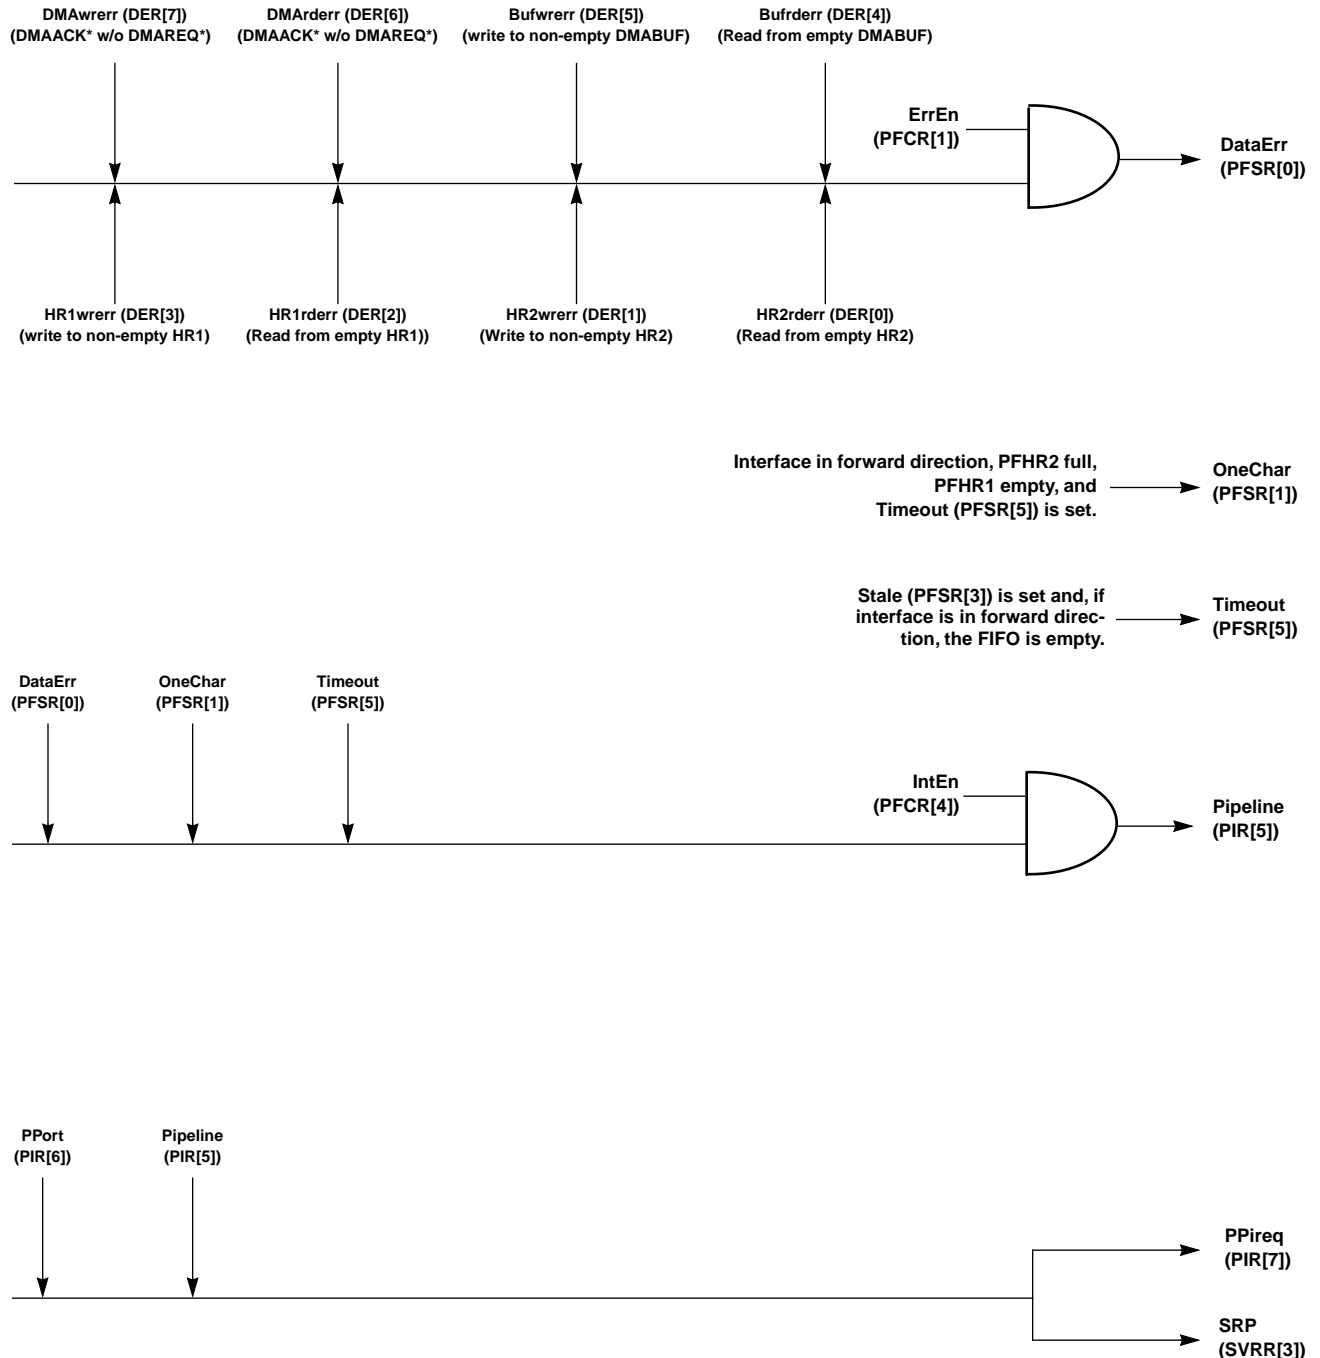 DMAwrerr (DER[7])
(DMAACK* w/o DMAREQ*)
DMArderr (DER[6])
(DMAACK* w/o DMAREQ*)
Bufwrerr (DER[5])
(write to non-empty DMABUF)
Bufrderr (DER[4])
(Read from empty DMABUF)
ErrEn
(PFCR[1])
DataErr
(PFSR[0])
HR1wrerr (DER[3])
(write to non-empty HR1)
HR1rderr (DER[2])
(Read from empty HR1))
HR2wrerr (DER[1])
(Write to non-empty HR2)
HR2rderr (DER[0])
(Read from empty HR2)
Interface in forward direction, PFHR2 full,
PFHR1 empty, and
Timeout (PFSR[5]) is set.
OneChar
(PFSR[1])
Stale (PFSR[3]) is set and, if
interface is in forward direc-
tion, the FIFO is empty.
Timeout
(PFSR[5])
DataErr
(PFSR[0])
OneChar
(PFSR[1])
Timeout
(PFSR[5])
IntEn
(PFCR[4])
Pipeline
(PIR[5])
PPort
(PIR[6])
Pipeline
(PIR[5])
PPireq
(PIR[7])
SRP
(SVRR[3])